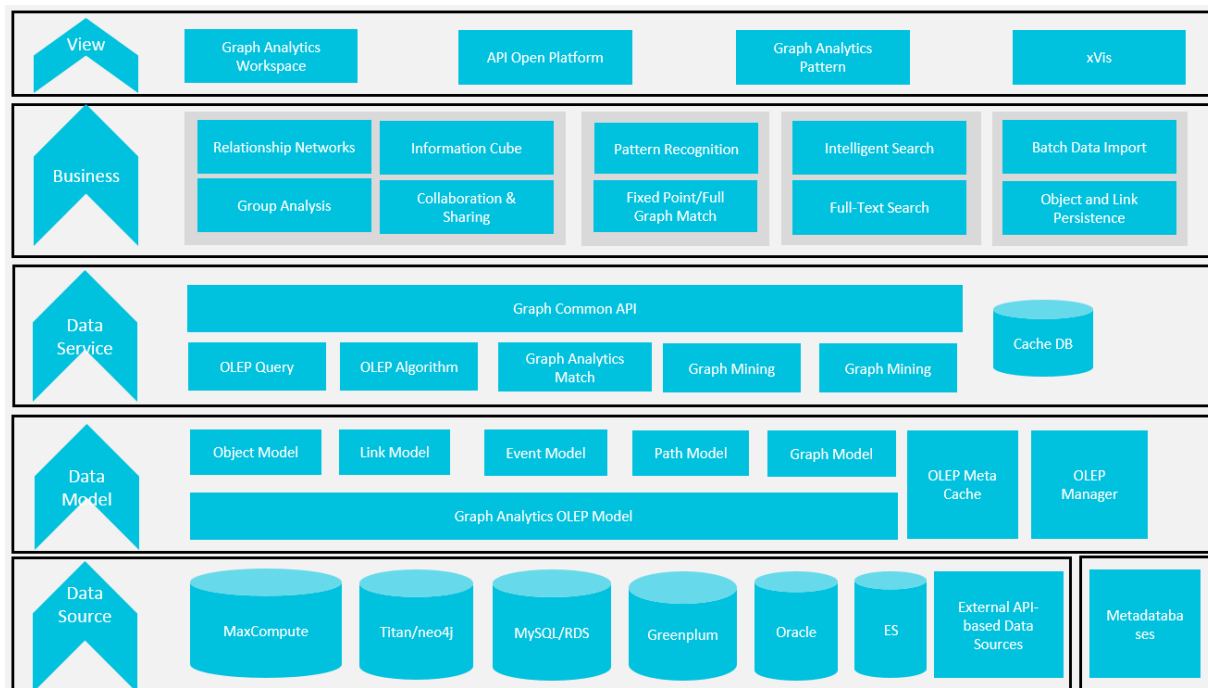 View
Graph Analytics
Workspace
API Open Platform
Graph Analytics
Pattern
xVis
Business
Relationship Networks
Information Cube
Pattern Recognition
Intelligent Search
Batch Data Import
Group Analysis
Collaboration &
Sharing
Fixed Point/Full
Graph Match
Full-Text Search
Object and Link
Persistence
Data
Service
Graph Common API
Cache DB
OLEP Query
OLEP Algorithm
Graph Analytics
Match
Graph Mining
Graph Mining
Data
Model
Object Model
Link Model
Event Model
Path Model
Graph Model
OLEP Meta
Cache
OLEP
Manager
Graph Analytics OLEP Model
Data
Source
MaxCompute
Titan/neo4j
MySQL/RDS
Greenplum
Oracle
ES
External API-
based Data
Sources
Metadataba
ses